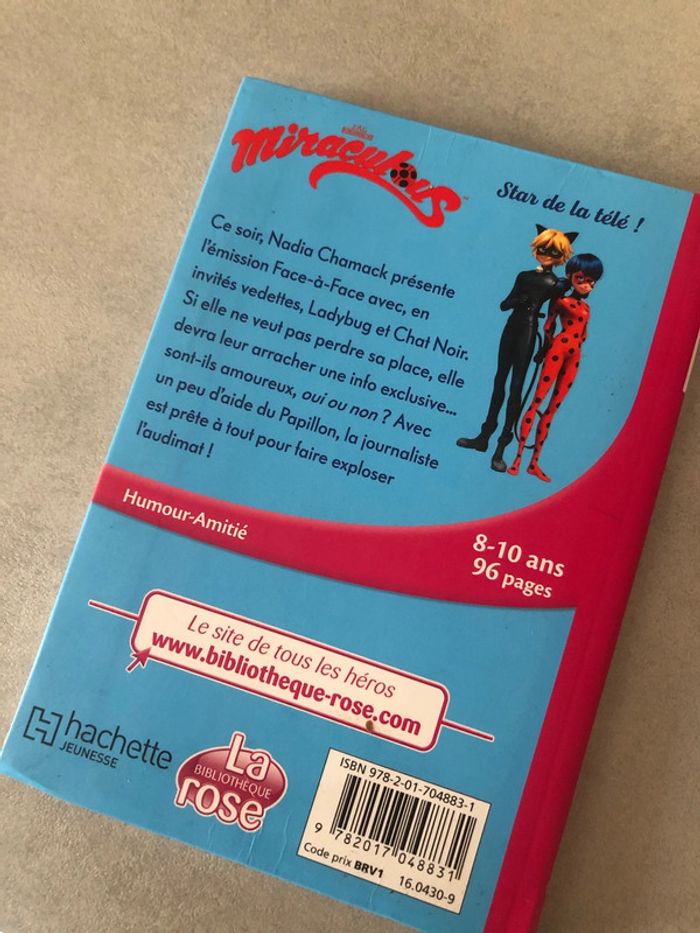 Miraculous
Star de la télé !
Ce soir, Nadia Chamack présente
l'émission Face-à-Face avec, en
invités vedettes, Ladybug et Chat Noir.
Si elle ne veut pas perdre sa place, elle
devra leur arracher une info exclusive...
sont-ils amoureux, oui ou non ? Avec
un peu d'aide du Papillon, la journaliste
est prête à tout pour faire exploser
l'audimat !
Humour-Amitié
8-10 ans
96 pages
Le site de tous les héros
www.bibliotheque-rose.com
hachette
JEUNESSE
La
BIBLIOTHÈQUE
rose
ISBN 978-2-01-704883-1
9 782017 048831
Code prix BRV1
16.0430-9